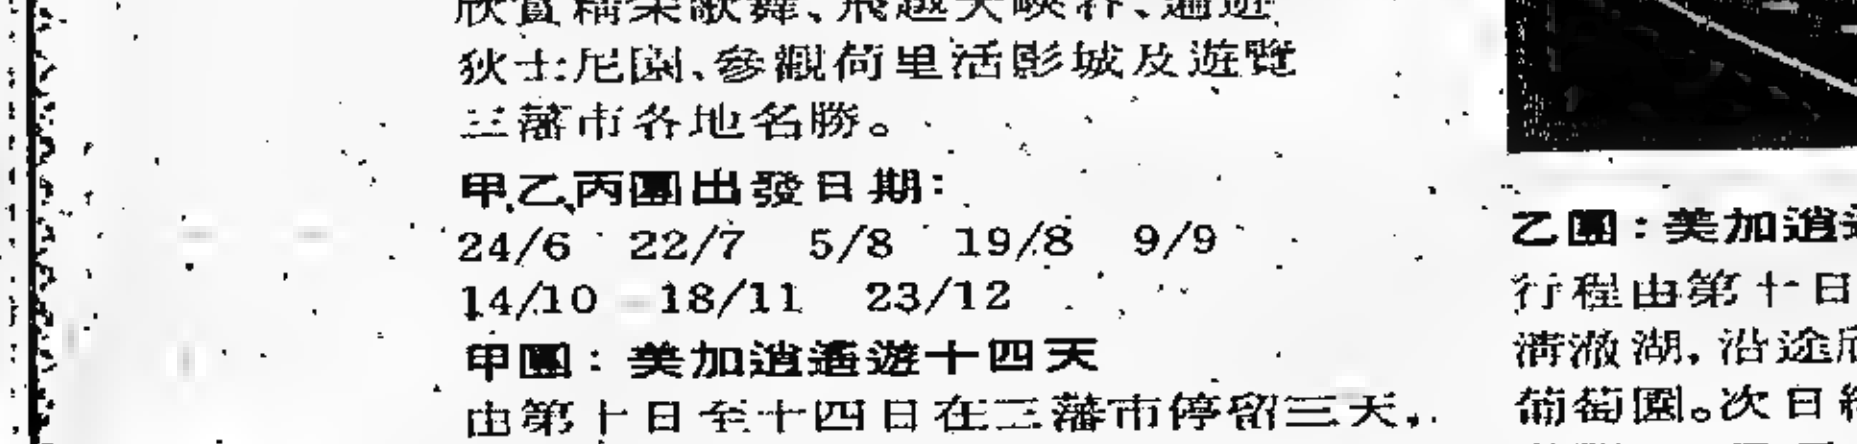 欣賞精采歌舞、飛越大峽谷、遍遊
狄士尼園、參觀荷里活影城及遊覽
三藩市各地名勝。
甲、乙、丙團出發日期：
24/6 22/7 5/8 19/8 9/9
14/10 18/11 23/12
甲團：美加逍遙遊十四天
由第十日至十四日在三藩市停留三天，
乙團：美加逍
行程由第十日
清澈湖，沿途
葡萄園。次日